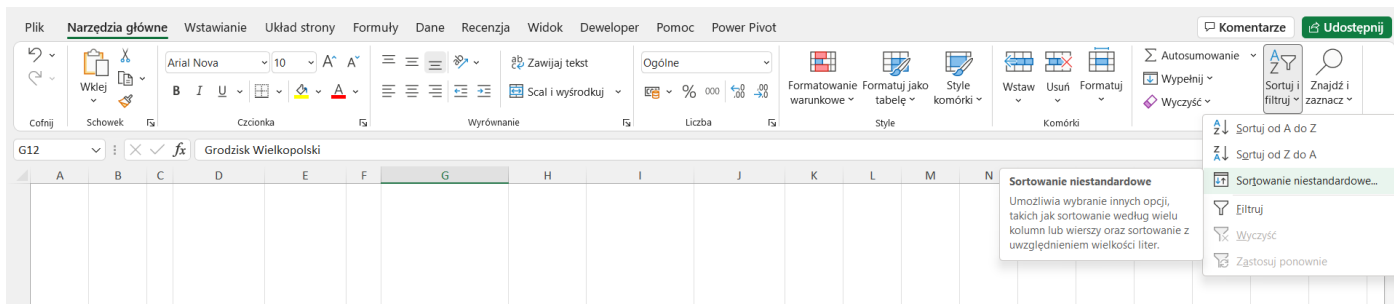 Plik Narzędzia główne Wstawianie Układ strony Formuły Dane Recenzja Widok Deweloper Pomoc Power Pivot Komentarze Udostępnij
Wklej
Cofnij Schowek
Arial Nova 10 A^ A˅
B I U A
Czcionka
ab Zawijaj tekst
Scal i wyśrodkuj
Wyrównanie
Ogólne
% 000
Liczba
Formatowanie warunkowe
Formatuj jako tabelę
Style komórki
Style
Wstaw Usuń Formatuj
Komórki
Σ Autosumowanie
Wypełnij
Wyczyść
Sortuj i filtruj
Znajdź i zaznacz
G12 fx Grodzisk Wielkopolski
A B C D E F G H I J K L M N
Sortowanie niestandardowe
Umożliwia wybranie innych opcji,
takich jak sortowanie według wielu
kolumn lub wierszy oraz sortowanie z
uwzględnieniem wielkości liter.
Sortuj od A do Z
Sortuj od Z do A
Sortowanie niestandardowe...
Filtruj
Wyczyść
Zastosuj ponownie